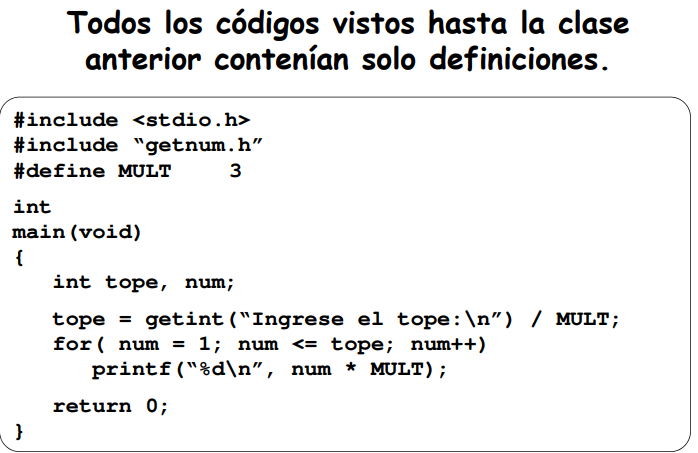 Todos los códigos vistos hasta la clase
anterior contenían solo definiciones.
#include <stdio.h>
#include “getnum.h”
#define MULT    3
int
main(void)
{
   int tope, num;
   tope = getint(“Ingrese el tope:\n”) / MULT;
   for( num = 1; num <= tope; num++)
      printf(“%d\n”, num * MULT);
   return 0;
}